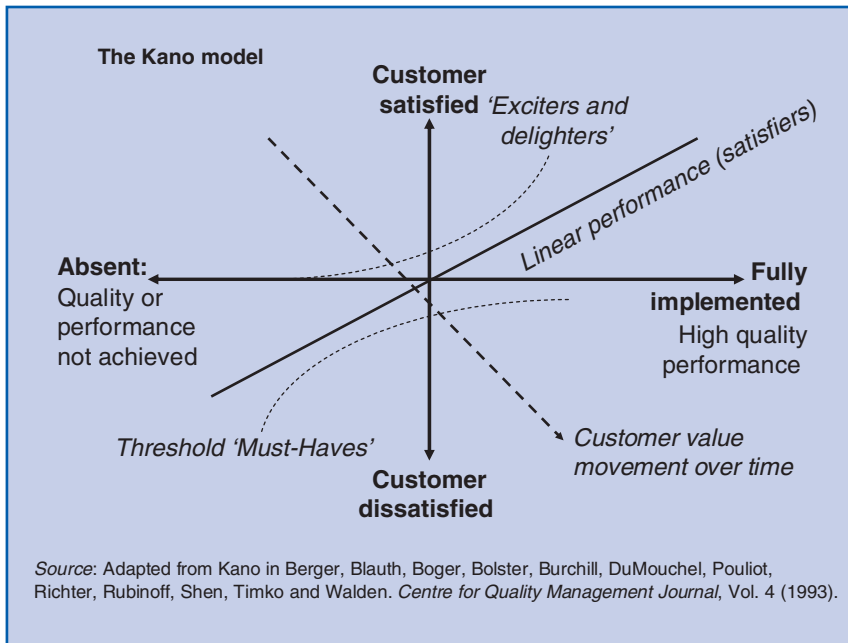 The Kano model
Customer
satisfied
‘Exciters and
delighters’
Linear performance (satisfiers)
Absent:
Quality or
performance
not achieved
Fully
implemented
High quality
performance
Threshold ‘Must-Haves’
Customer
dissatisfied
Customer value
movement over time
Source: Adapted from Kano in Berger, Blauth, Boger, Bolster, Burchill, DuMouchel, Pouliot,
Richter, Rubinoff, Shen, Timko and Walden. Centre for Quality Management Journal, Vol. 4 (1993).